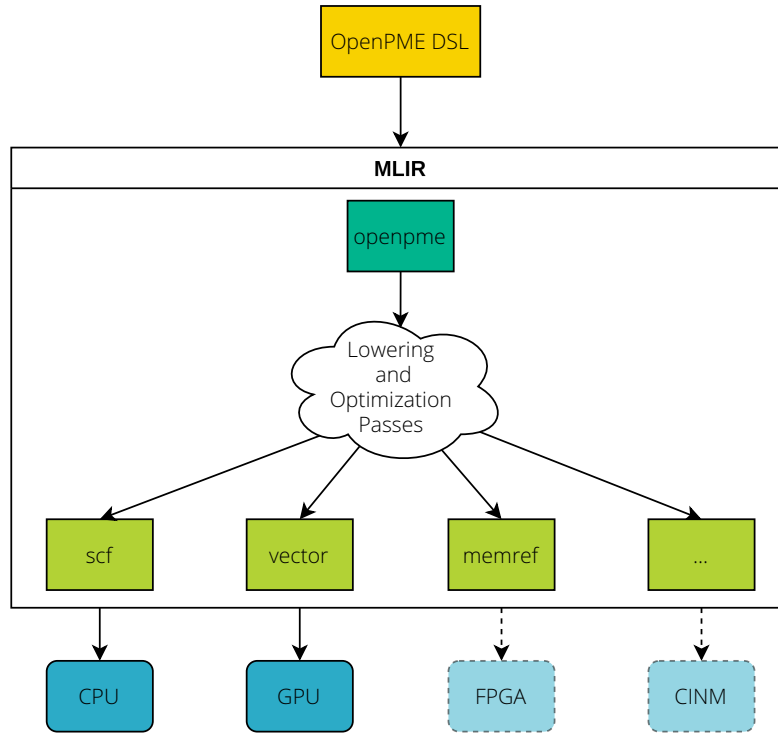 OpenPME DSL
MLIR
openpme
Lowering
and
Optimization
Passes
scf
vector
memref
...
CPU
GPU
FPGA
CINM